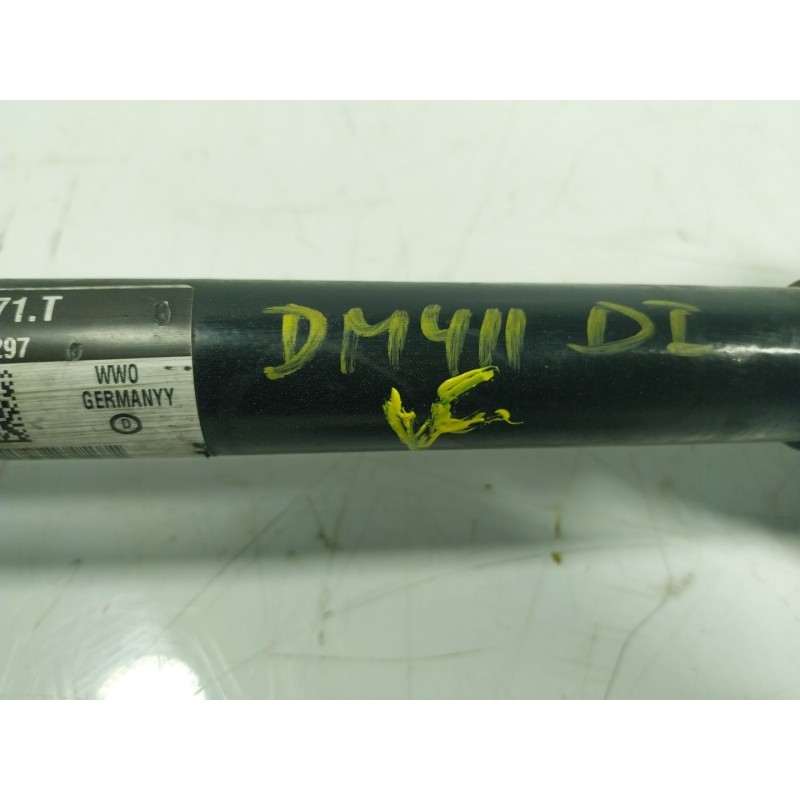 71.T
297
WWO
GERMANYY
D
DM411 DI